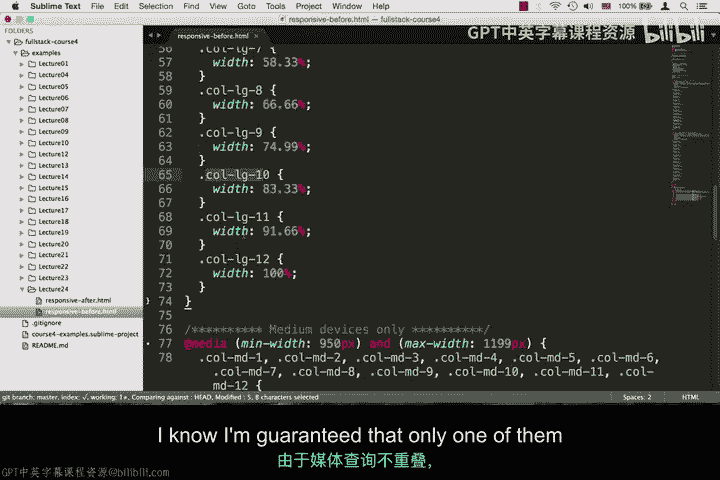 Sublime Text File Edit Selection Find View Goto Tools Project Window Help
100%
responsive-before.html — fullstack-course4
GPT中英字幕课程资源 bilibili
FOLDERS
fullstack-course4
examples
Lecture01
Lecture04
Lecture05
Lecture06
Lecture07
Lecture08
Lecture09
Lecture10
Lecture12
Lecture13
Lecture14
Lecture15
Lecture16
Lecture17
Lecture18
Lecture19
Lecture20
Lecture21
Lecture22
Lecture23
Lecture24
responsive-after.html
responsive-before.html
.gitignore
course4-examples.sublime-project
README.md
responsive-before.html
56 .col-lg-7 {
57 width: 58.33%;
58 }
59 .col-lg-8 {
60 width: 66.66%;
61 }
62 .col-lg-9 {
63 width: 74.99%;
64 }
65 .col-lg-10 {
66 width: 83.33%;
67 }
68 .col-lg-11 {
69 width: 91.66%;
70 }
71 .col-lg-12 {
72 width: 100%;
73 }
74 }
75
76 /********** Medium devices only **********/
77 @media (min-width: 950px) and (max-width: 1199px) {
78 .col-md-1, .col-md-2, .col-md-3, .col-md-4, .col-md-5, .col-md-6,
.col-md-7, .col-md-8, .col-md-9, .col-md-10, .col-md-11, .col-
md-12 {
git branch: master, index: ✓, working: 1≠, Comparing against : HEAD, Modified : 5, 8 characters selected Spaces: 2 HTML
I know I'm guaranteed that only one of them
由于媒体查询不重叠，
GPT中英字幕课程资源@bilibili.com